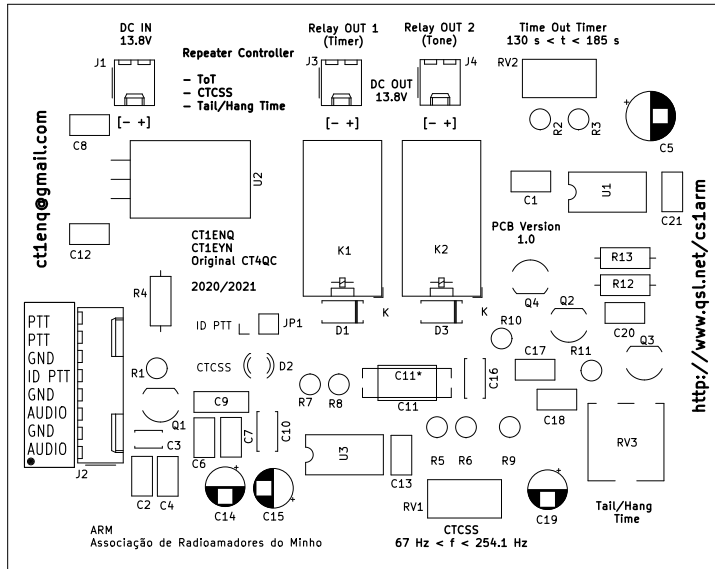 DC IN
13.8V
Relay OUT 1
(Timer)
Relay OUT 2
(Tone)
Time Out Timer
130 s < t < 185 s
Repeater Controller
- ToT
- CTCSS
- Tail/Hang Time
J1
J3
J4
RV2
DC OUT
13.8V
[- +]
[- +]
[- +]
R2
R3
C5
C8
ct1enq@gmail.com
U2
C1
U1
C21
C12
CT1ENQ
CT1EYN
Original CT4QC
2020/2021
K1
K2
PCB Version
1.0
R13
R12
http://www.qsl.net/cs1arm
R4
Q4
Q2
C20
K
K
D1
D3
R10
ID PTT
JP1
PTT
PTT
GND
ID PTT
GND
AUDIO
GND
AUDIO
J2
R1
CTCSS
D2
Q3
C17
R11
C16
C11*
C11
R7
R8
C9
C18
Q1
C3
C6
C7
C10
U3
C13
R5
R6
R9
RV3
C2
C4
C14
C15
RV1
C19
Tail/Hang
Time
ARM
Associação de Radioamadores do Minho
CTCSS
67 Hz < f < 254.1 Hz